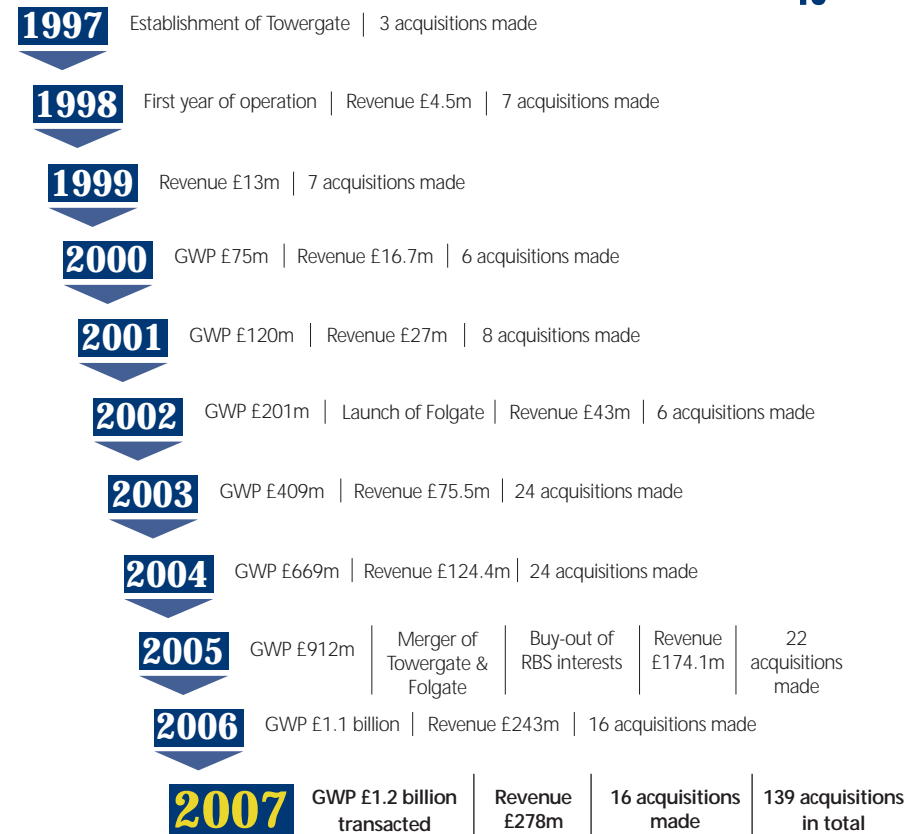 1997 Establishment of Towergate | 3 acquisitions made
1998 First year of operation | Revenue £4.5m | 7 acquisitions made
1999 Revenue £13m | 7 acquisitions made
2000 GWP £75m | Revenue £16.7m | 6 acquisitions made
2001 GWP £120m | Revenue £27m | 8 acquisitions made
2002 GWP £201m | Launch of Folgate | Revenue £43m | 6 acquisitions made
2003 GWP £409m | Revenue £75.5m | 24 acquisitions made
2004 GWP £669m | Revenue £124.4m | 24 acquisitions made
2005
GWP £912m
Merger of
Towergate &
Folgate
Buy-out of
RBS interests
Revenue
£174.1m
22
acquisitions
made
2006 GWP £1.1 billion | Revenue £243m | 16 acquisitions made
2007
GWP £1.2 billion
transacted
Revenue
£278m
16 acquisitions
made
139 acquisitions
in total